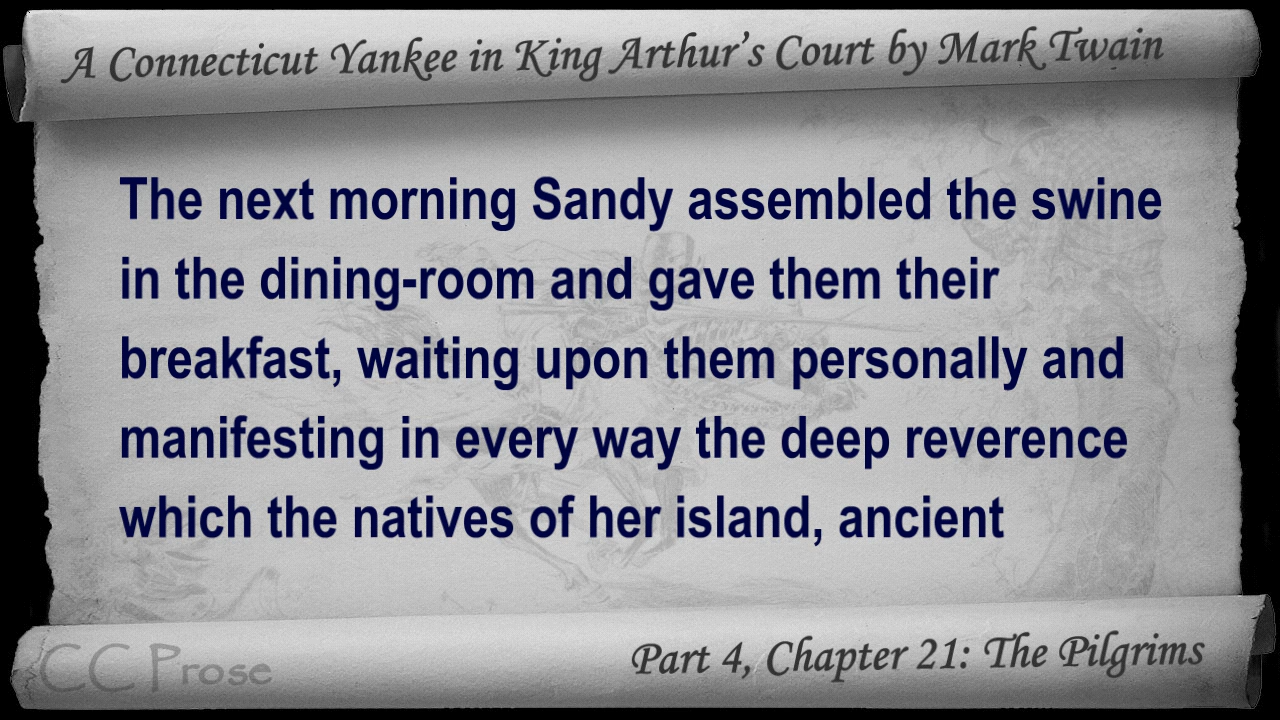 A Connecticut Yankee in King Arthur's Court by Mark Twain
The next morning Sandy assembled the swine
in the dining-room and gave them their
breakfast, waiting upon them personally and
manifesting in every way the deep reverence
which the natives of her island, ancient
CC Prose
Part 4, Chapter 21: The Pilgrims